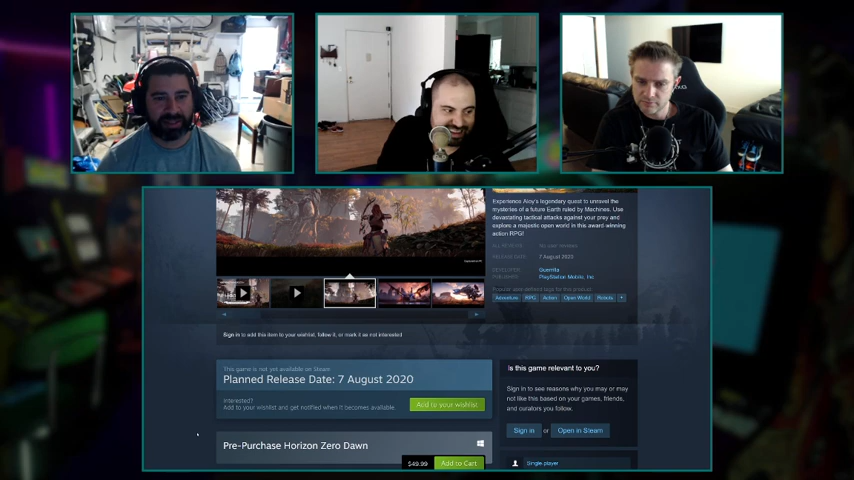 Experience Aloy's legendary quest to unravel the
mysteries of a future Earth ruled by Machines. Use
devastating tactical attacks against your prey and
explore a majestic open world in this award-winning
action RPG!
ALL REVIEWS: No user reviews
RELEASE DATE: 7 August 2020
DEVELOPER: Guerrilla
PUBLISHER: PlayStation Mobile, Inc.
Popular user-defined tags for this product:
Adventure RPG Action Open World Robots +
Sign in to add this item to your wishlist, follow it, or mark it as not interested
This game is not yet available on Steam
Planned Release Date: 7 August 2020
Interested?
Add to your wishlist and get notified when it becomes available.
Add to your wishlist
Is this game relevant to you?
Sign in to see reasons why you may or may
not like this based on your games, friends,
and curators you follow.
Sign in or Open in Steam
Pre-Purchase Horizon Zero Dawn
$49.99 Add to Cart
Single-player